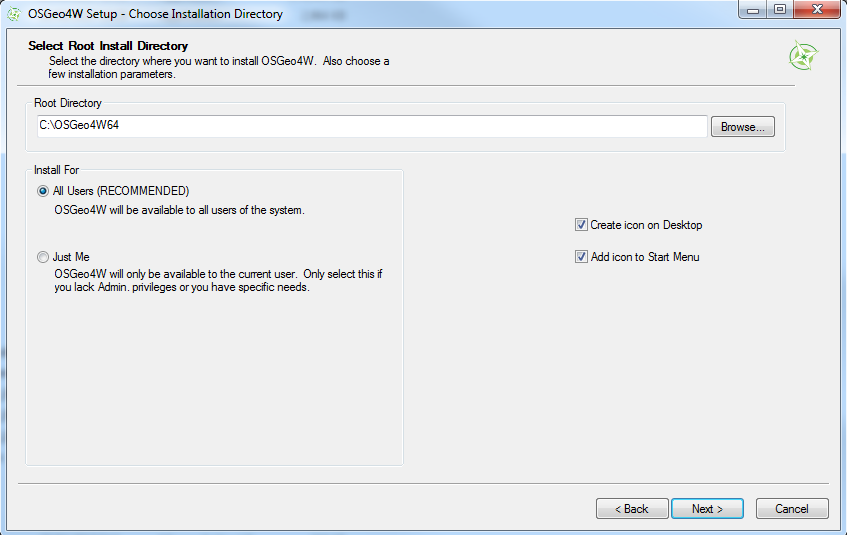 OSGeo4W Setup - Choose Installation Directory
Select Root Install Directory
Select the directory where you want to install OSGeo4W. Also choose a
few installation parameters.
Root Directory
C:\OSGeo4W64
Browse...
Install For
All Users (RECOMMENDED)
OSGeo4W will be available to all users of the system.
Create icon on Desktop
Just Me
Add icon to Start Menu
OSGeo4W will only be available to the current user. Only select this if
you lack Admin. privileges or you have specific needs.
< Back
Next >
Cancel